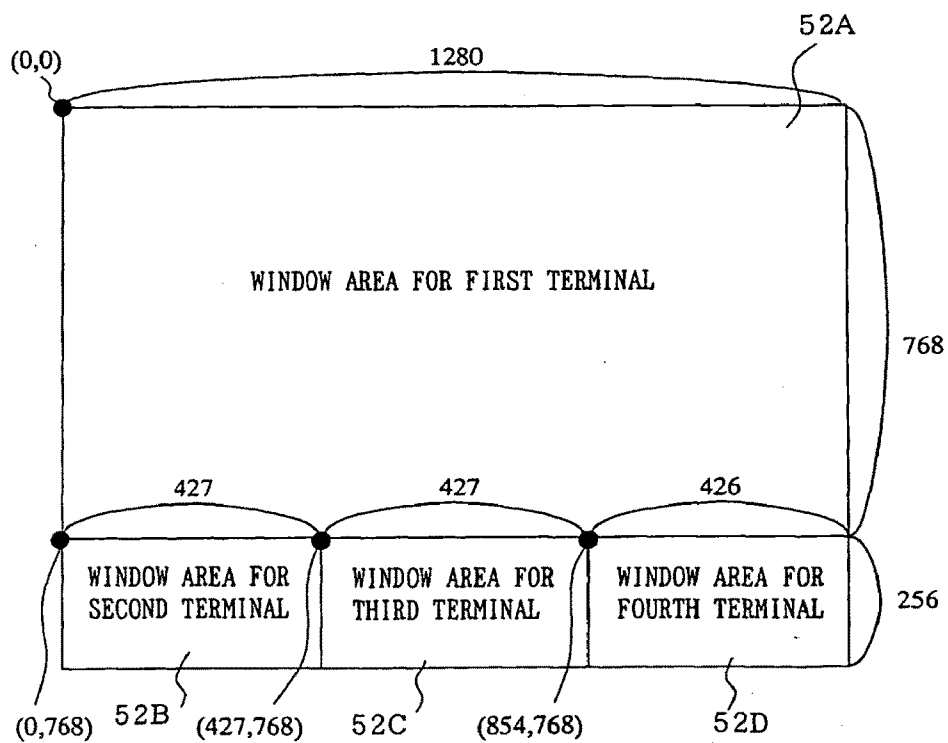 52A
(0,0)
1280
WINDOW AREA FOR FIRST TERMINAL
768
427
427
426
WINDOW AREA FOR
SECOND TERMINAL
WINDOW AREA FOR
THIRD TERMINAL
WINDOW AREA FOR
FOURTH TERMINAL
256
(0,768)
52B
(427,768)
52C
(854,768)
52D